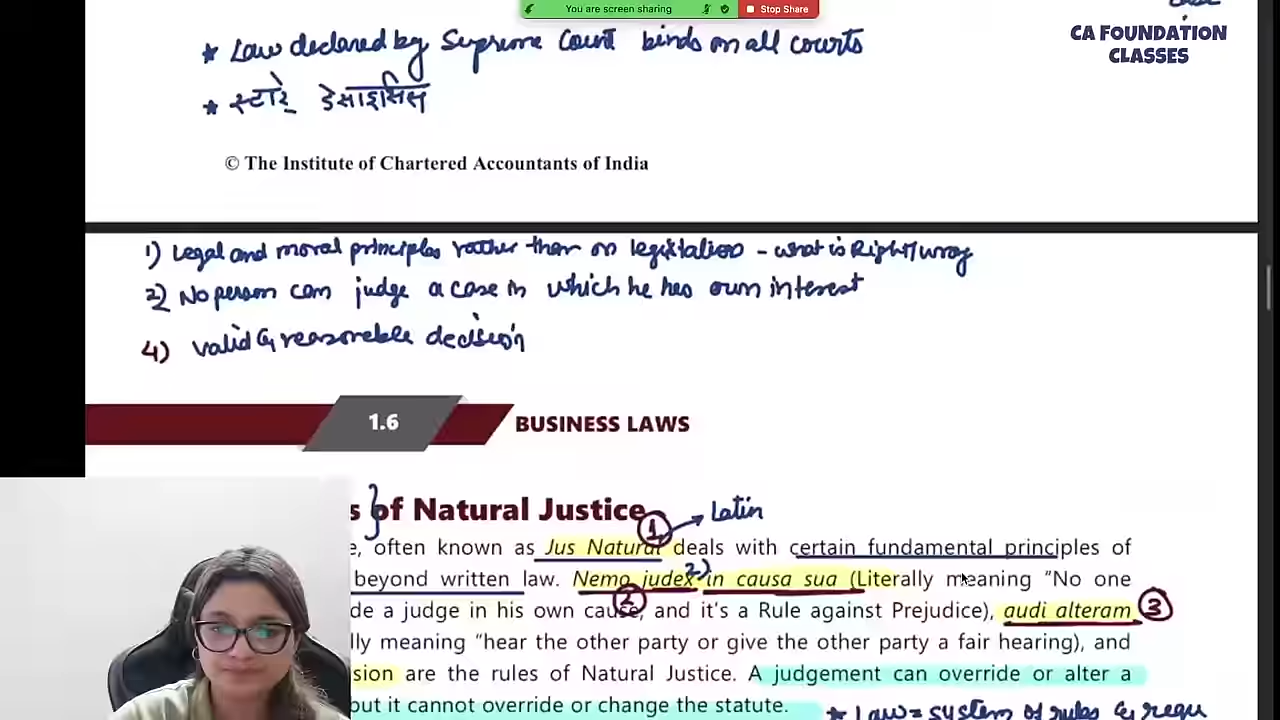 You are screen sharing
Stop Share
CA FOUNDATION
CLASSES
* Law declared by Supreme Court binds on all courts
* स्टारे डेसाइसिस
© The Institute of Chartered Accountants of India
1) Legal and moral principles rather than on legistalion - what is Right/wrong
2) No person can judge a case in which he has own interest
4) valid & reasonable decision
1.6 BUSINESS LAWS
s of Natural Justice
1 → Latin
e, often known as Jus Natural deals with certain fundamental principles of
beyond written law. Nemo judex 2) in causa sua (Literally meaning "No one
de a judge in his own cause, and it's a Rule against Prejudice), audi alteram 3
2
lly meaning "hear the other party or give the other party a fair hearing), and
sion are the rules of Natural Justice. A judgement can override or alter a
but it cannot override or change the statute.
* Law = system of rules & regu